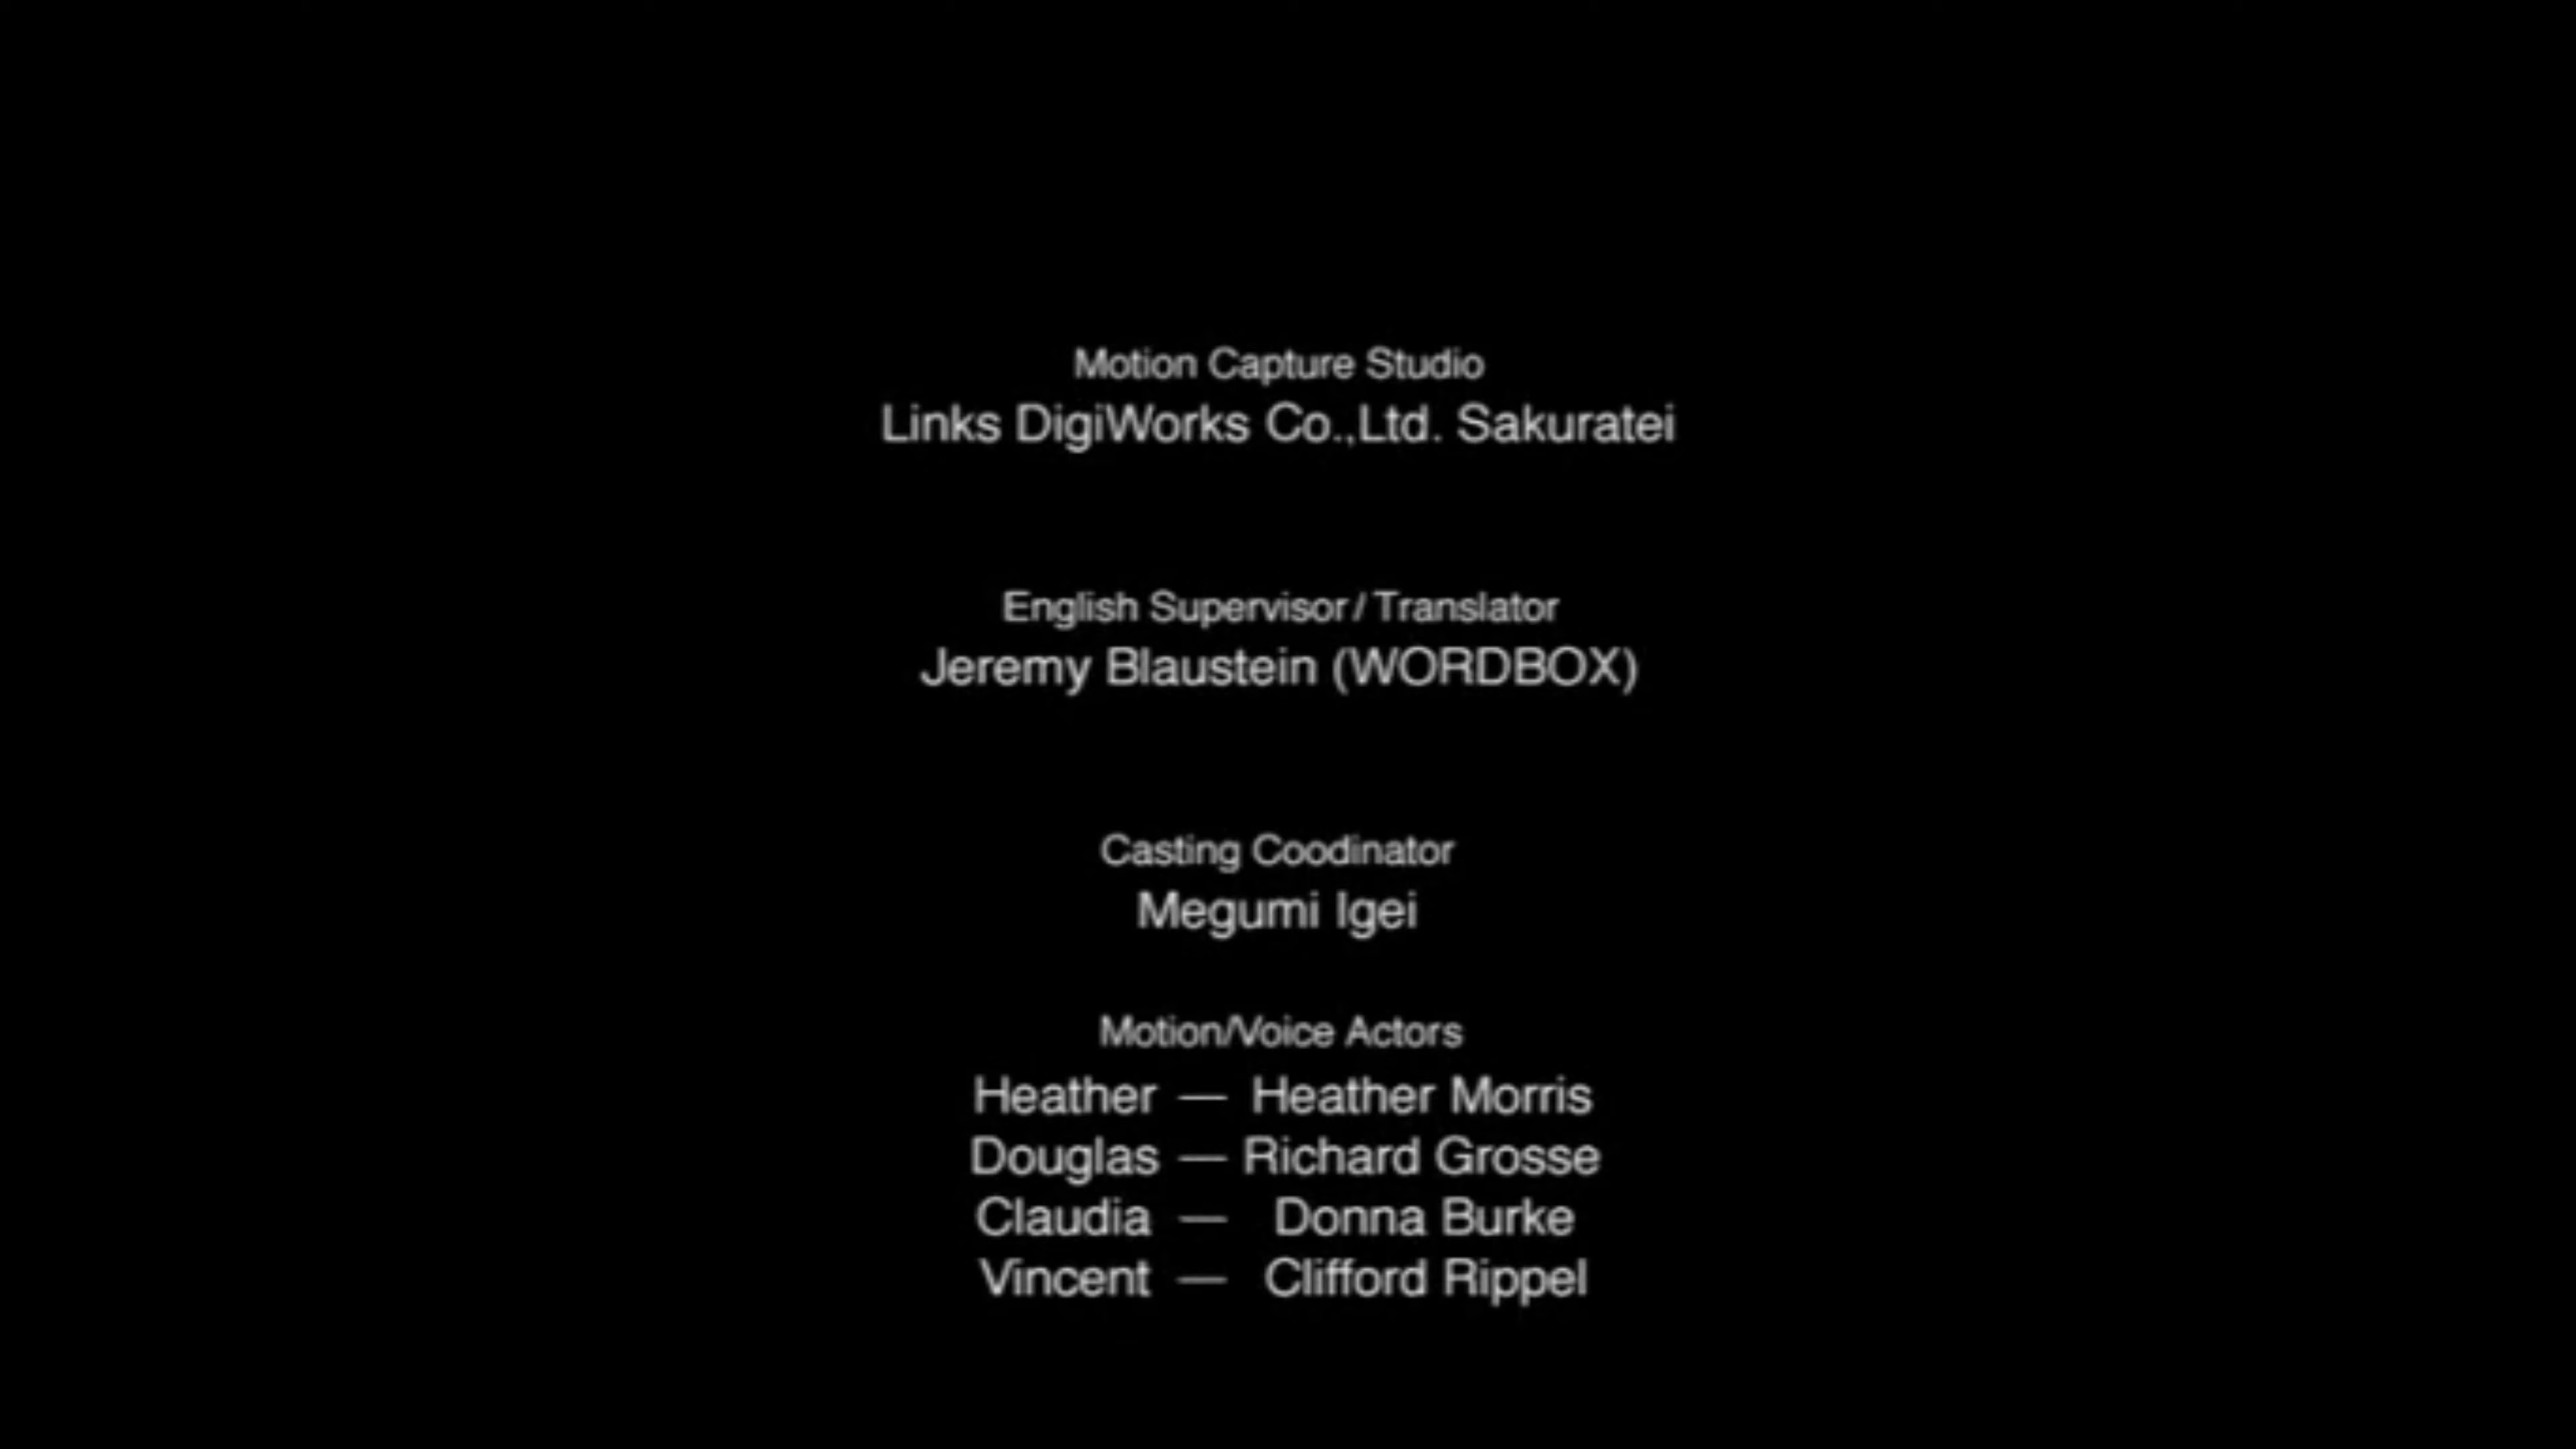 Motion Capture Studio
Links DigiWorks Co.,Ltd. Sakuratei
English Supervisor / Translator
Jeremy Blaustein (WORDBOX)
Casting Coodinator
Megumi Igei
Motion/Voice Actors
Heather — Heather Morris
Douglas — Richard Grosse
Claudia — Donna Burke
Vincent — Clifford Rippel